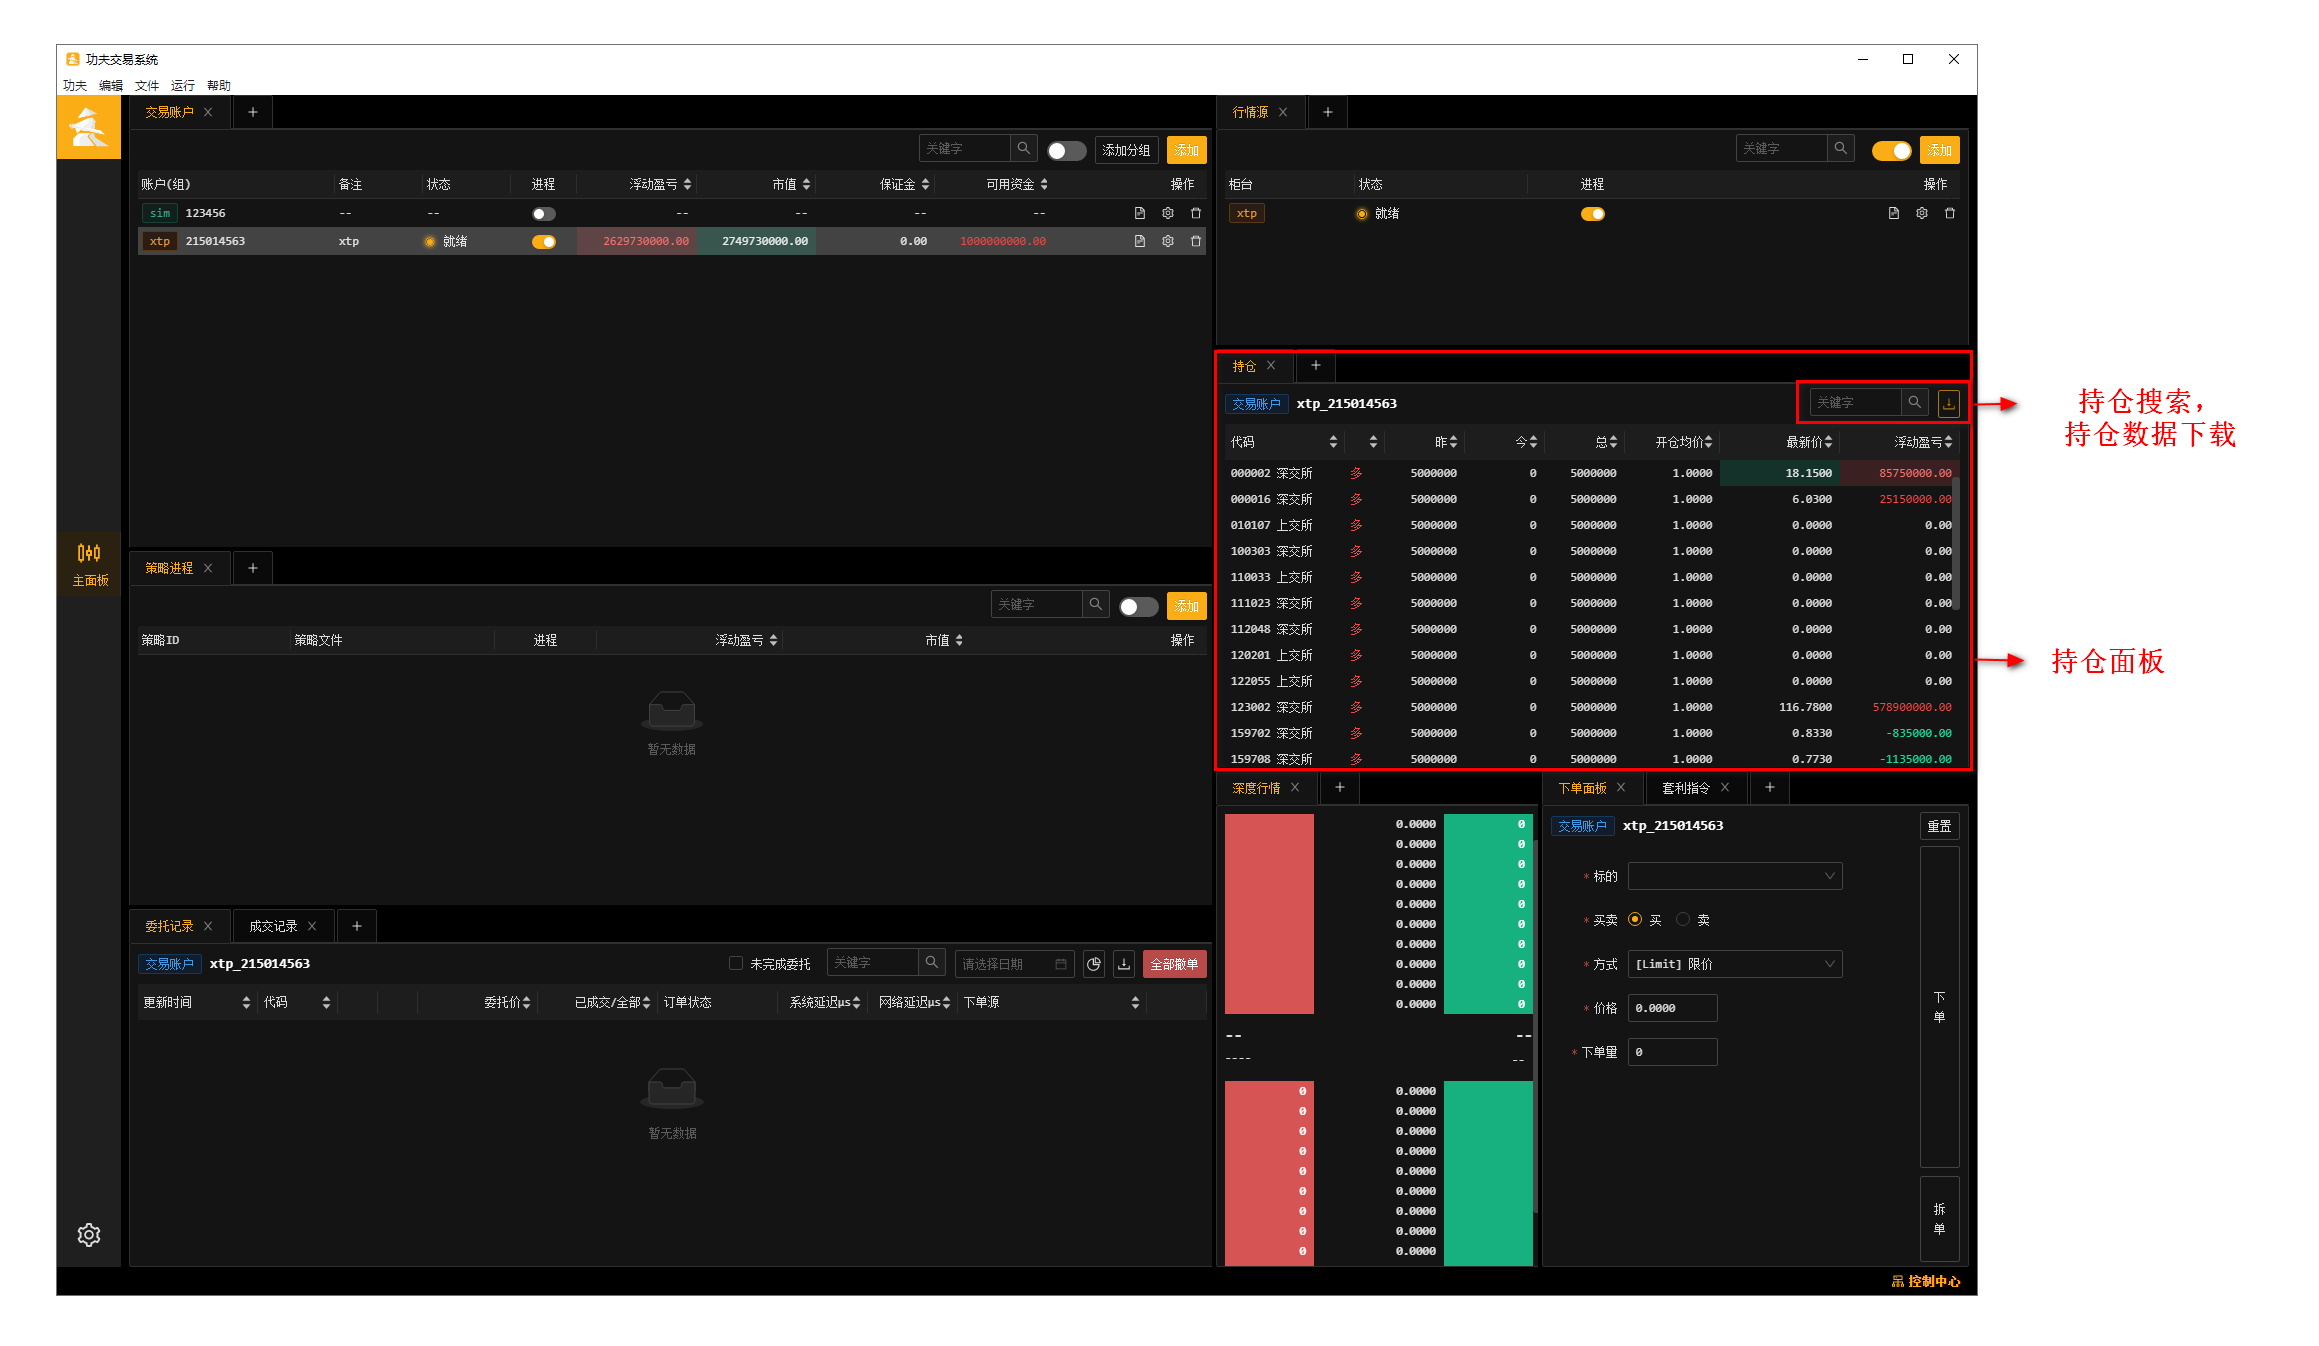 功夫交易系统
功夫 编辑 文件 运行 帮助
交易账户
关键字 添加分组 添加
账户(组) 备注 状态 进程 浮动盈亏 市值 保证金 可用资金 操作
sim 123456 -- -- -- -- -- --
xtp 215014563 xtp 就绪 2629730000.00 2749730000.00 0.00 1000000000.00
主面板
策略进程
关键字 添加
策略ID 策略文件 进程 浮动盈亏 市值 操作
暂无数据
委托记录 成交记录
交易账户 xtp_215014563 未完成委托 关键字 请选择日期 全部撤单
更新时间 代码 委托价 已成交/全部 订单状态 系统延迟μs 网络延迟μs 下单源
暂无数据
行情源
关键字 添加
柜台 状态 进程 操作
xtp 就绪
持仓
交易账户 xtp_215014563 关键字
代码 昨 今 总 开仓均价 最新价 浮动盈亏
000002 深交所 多 5000000 0 5000000 1.0000 18.1500 85750000.00
000016 深交所 多 5000000 0 5000000 1.0000 6.0300 25150000.00
010107 上交所 多 5000000 0 5000000 1.0000 0.0000 0.00
100303 深交所 多 5000000 0 5000000 1.0000 0.0000 0.00
110033 上交所 多 5000000 0 5000000 1.0000 0.0000 0.00
111023 深交所 多 5000000 0 5000000 1.0000 0.0000 0.00
112048 深交所 多 5000000 0 5000000 1.0000 0.0000 0.00
120201 上交所 多 5000000 0 5000000 1.0000 0.0000 0.00
122055 上交所 多 5000000 0 5000000 1.0000 0.0000 0.00
123002 深交所 多 5000000 0 5000000 1.0000 116.7800 578900000.00
159702 深交所 多 5000000 0 5000000 1.0000 0.8330 -835000.00
159708 深交所 多 5000000 0 5000000 1.0000 0.7730 -1135000.00
持仓搜索，
持仓数据下载
持仓面板
深度行情
0.0000 0
0.0000 0
0.0000 0
0.0000 0
0.0000 0
0.0000 0
0.0000 0
0.0000 0
0.0000 0
0.0000 0
-- --
---- --
0 0.0000
0 0.0000
0 0.0000
0 0.0000
0 0.0000
0 0.0000
0 0.0000
0 0.0000
0 0.0000
下单面板 套利指令
交易账户 xtp_215014563 重置
* 标的
* 买卖 买 卖
* 方式 [Limit] 限价
* 价格 0.0000
* 下单量 0
下单
拆单
控制中心